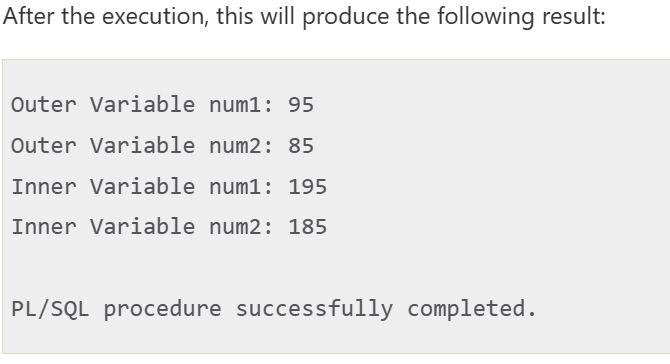 After the execution, this will produce the following result:
Outer Variable num1: 95
Outer Variable num2: 85
Inner Variable num1: 195
Inner Variable num2: 185
PL/SQL procedure successfully completed.